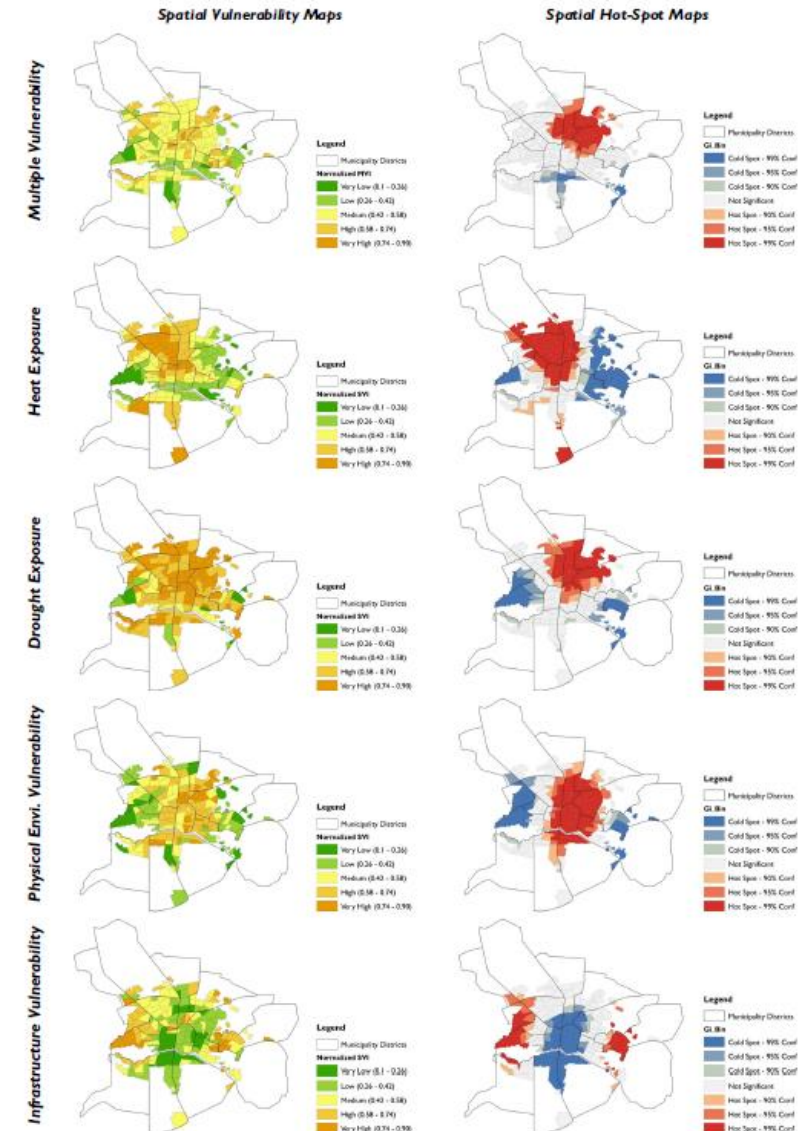 Spatial Vulnerability Maps
Spatial Hot-Spot Maps
Multiple Vulnerability
Legend
Municipality Districts
Normalized MVI
Very Low (0.1 - 0.26)
Low (0.26 - 0.42)
Medium (0.42 - 0.58)
High (0.58 - 0.74)
Very High (0.74 - 0.90)
Legend
Municipality Districts
Gi_Bin
Cold Spot - 99% Conf
Cold Spot - 95% Conf
Cold Spot - 90% Conf
Not Significant
Hot Spot - 90% Conf
Hot Spot - 95% Conf
Hot Spot - 99% Conf
Heat Exposure
Legend
Municipality Districts
Normalized SVI
Very Low (0.1 - 0.26)
Low (0.26 - 0.42)
Medium (0.42 - 0.58)
High (0.58 - 0.74)
Very High (0.74 - 0.90)
Legend
Municipality Districts
Gi_Bin
Cold Spot - 99% Conf
Cold Spot - 95% Conf
Cold Spot - 90% Conf
Not Significant
Hot Spot - 90% Conf
Hot Spot - 95% Conf
Hot Spot - 99% Conf
Drought Exposure
Legend
Municipality Districts
Normalized SVI
Very Low (0.1 - 0.26)
Low (0.26 - 0.42)
Medium (0.42 - 0.58)
High (0.58 - 0.74)
Very High (0.74 - 0.90)
Legend
Municipality Districts
Gi_Bin
Cold Spot - 99% Conf
Cold Spot - 95% Conf
Cold Spot - 90% Conf
Not Significant
Hot Spot - 90% Conf
Hot Spot - 95% Conf
Hot Spot - 99% Conf
Physical Envi. Vulnerability
Legend
Municipality Districts
Normalized SVI
Very Low (0.1 - 0.26)
Low (0.26 - 0.42)
Medium (0.42 - 0.58)
High (0.58 - 0.74)
Very High (0.74 - 0.90)
Legend
Municipality Districts
Gi_Bin
Cold Spot - 99% Conf
Cold Spot - 95% Conf
Cold Spot - 90% Conf
Not Significant
Hot Spot - 90% Conf
Hot Spot - 95% Conf
Hot Spot - 99% Conf
Infrastructure Vulnerability
Legend
Municipality Districts
Normalized SVI
Very Low (0.1 - 0.26)
Low (0.26 - 0.42)
Medium (0.42 - 0.58)
High (0.58 - 0.74)
Very High (0.74 - 0.90)
Legend
Municipality Districts
Gi_Bin
Cold Spot - 99% Conf
Cold Spot - 95% Conf
Cold Spot - 90% Conf
Not Significant
Hot Spot - 90% Conf
Hot Spot - 95% Conf
Hot Spot - 99% Conf